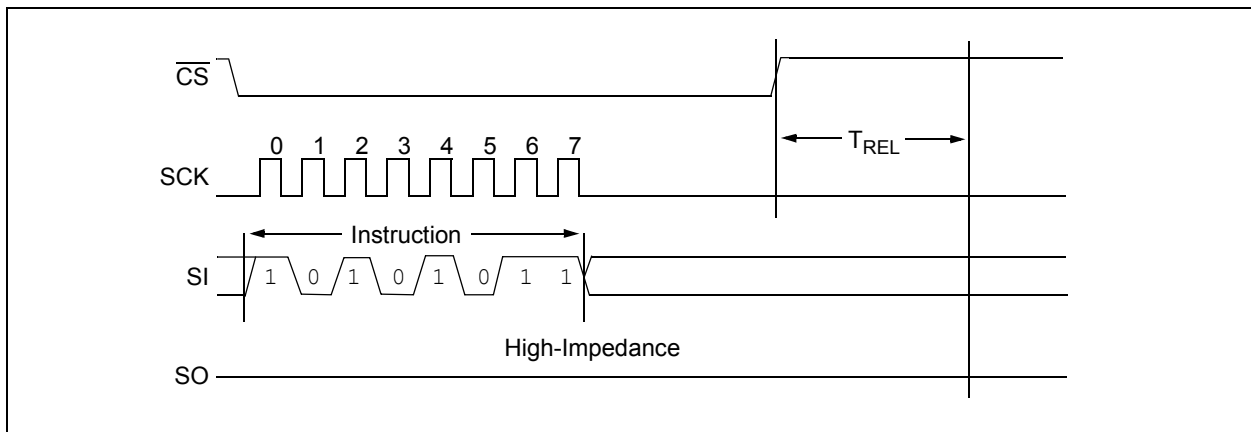 CS
0 1 2 3 4 5 6 7
T_REL
SCK
Instruction
SI 1 0 1 0 1 0 1 1
High-Impedance
SO